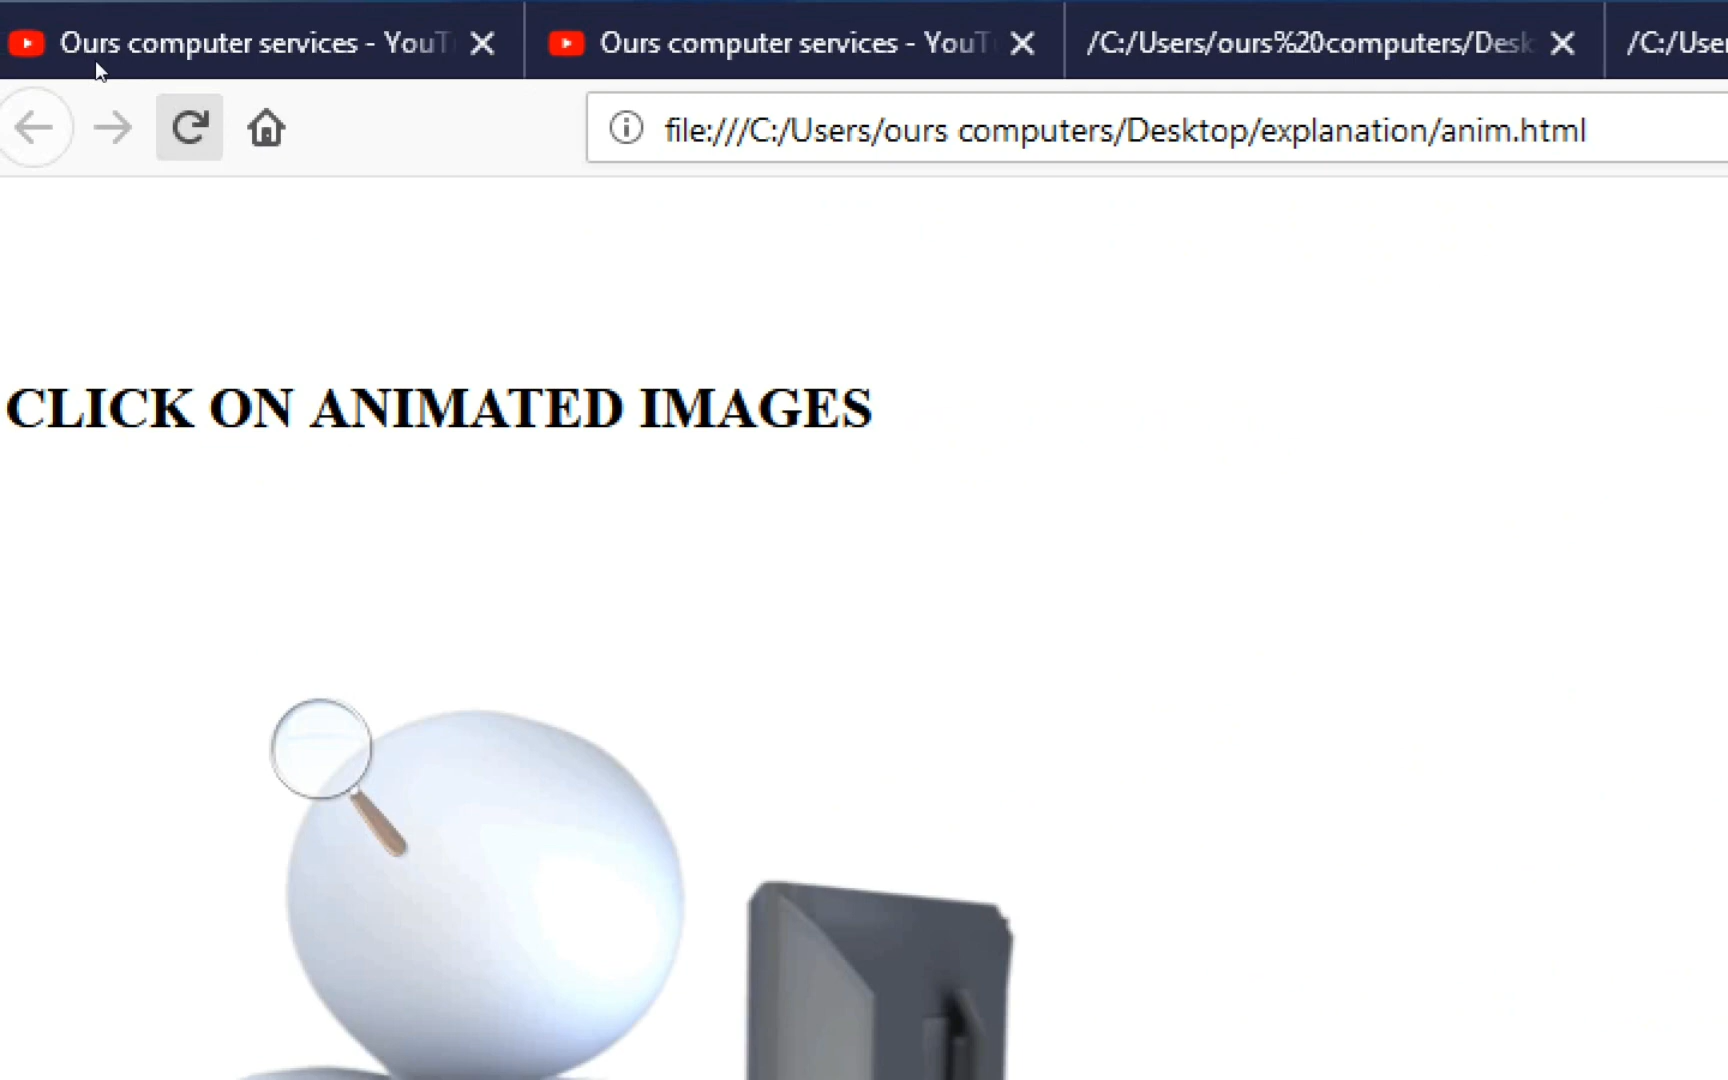 Ours computer services - YouT
Ours computer services - YouT
/C:/Users/ours%20computers/Desk
/C:/User
file:///C:/Users/ours computers/Desktop/explanation/anim.html
CLICK ON ANIMATED IMAGES